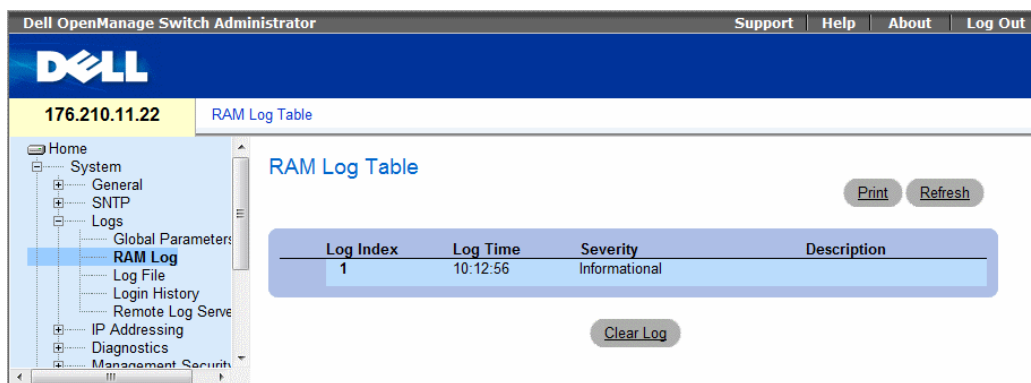 Dell OpenManage Switch Administrator Support Help About Log Out
DELL
176.210.11.22 RAM Log Table
Home
System
General
SNTP
Logs
Global Parameters
RAM Log
Log File
Login History
Remote Log Serve
IP Addressing
Diagnostics
Management Security
RAM Log Table
Print Refresh
Log Index Log Time Severity Description
1 10:12:56 Informational
Clear Log